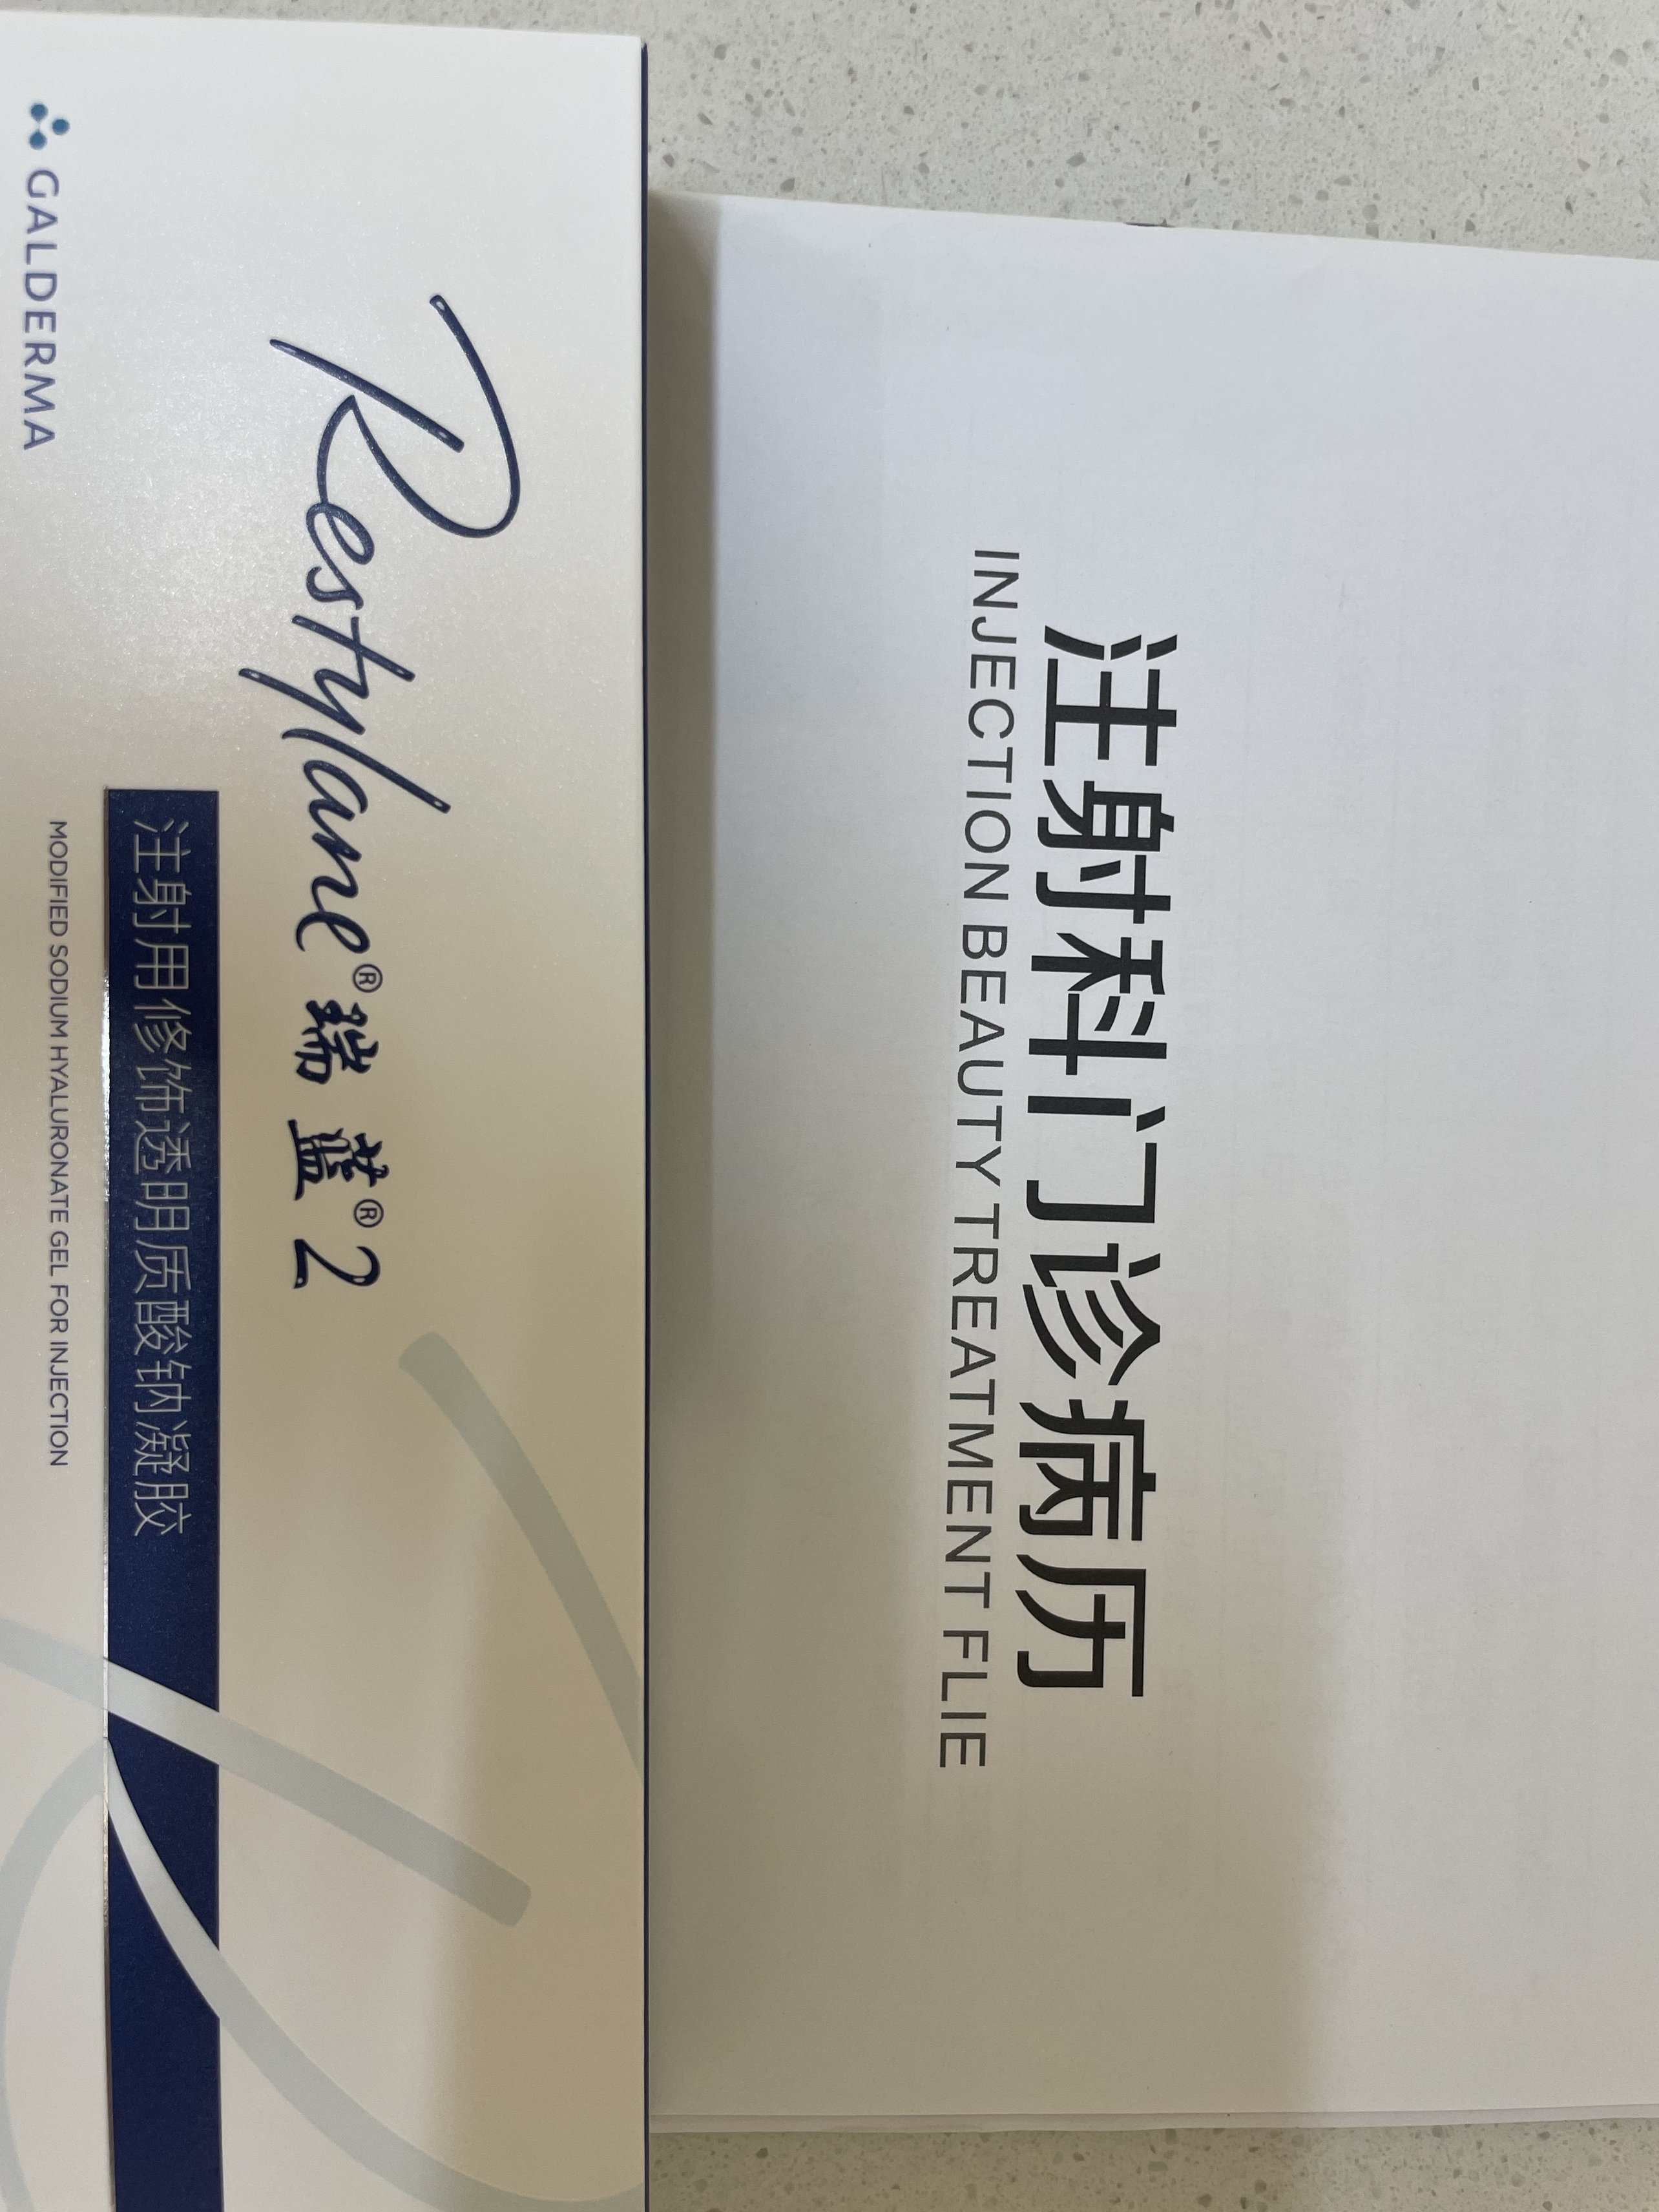 注射科门诊病历
INJECTION BEAUTY TREATMENT FLIE
Restylane® 瑞蓝® 2
注射用修饰透明质酸钠凝胶
MODIFIED SODIUM HYALURONATE GEL FOR INJECTION
GALDERMA